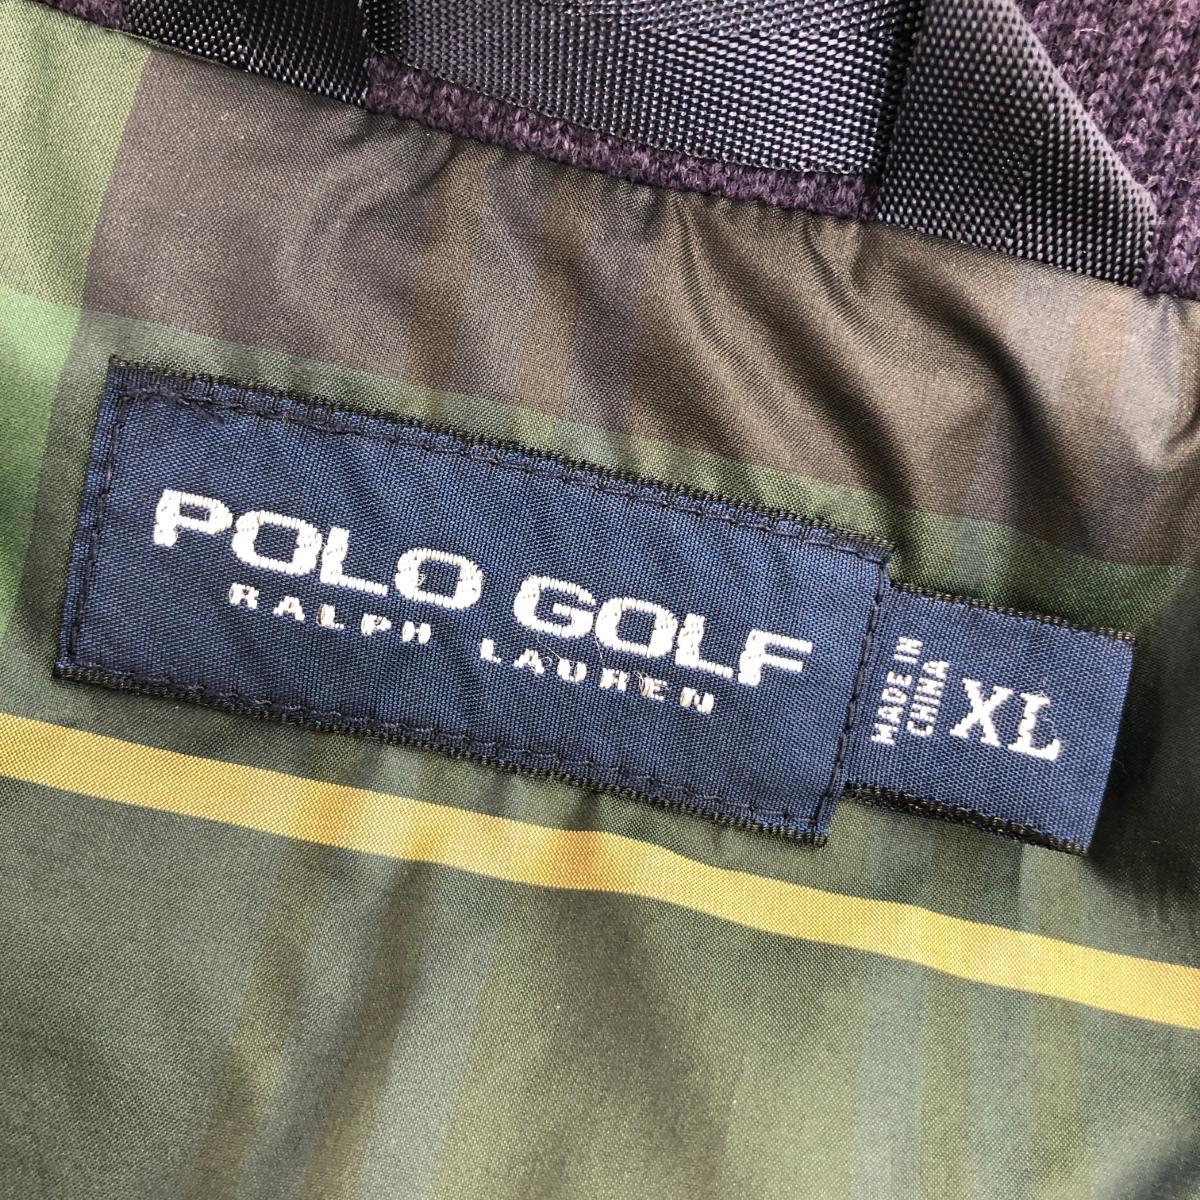 POLO GOLF
RALPH LAUREN
MADE IN
CHINA
XL